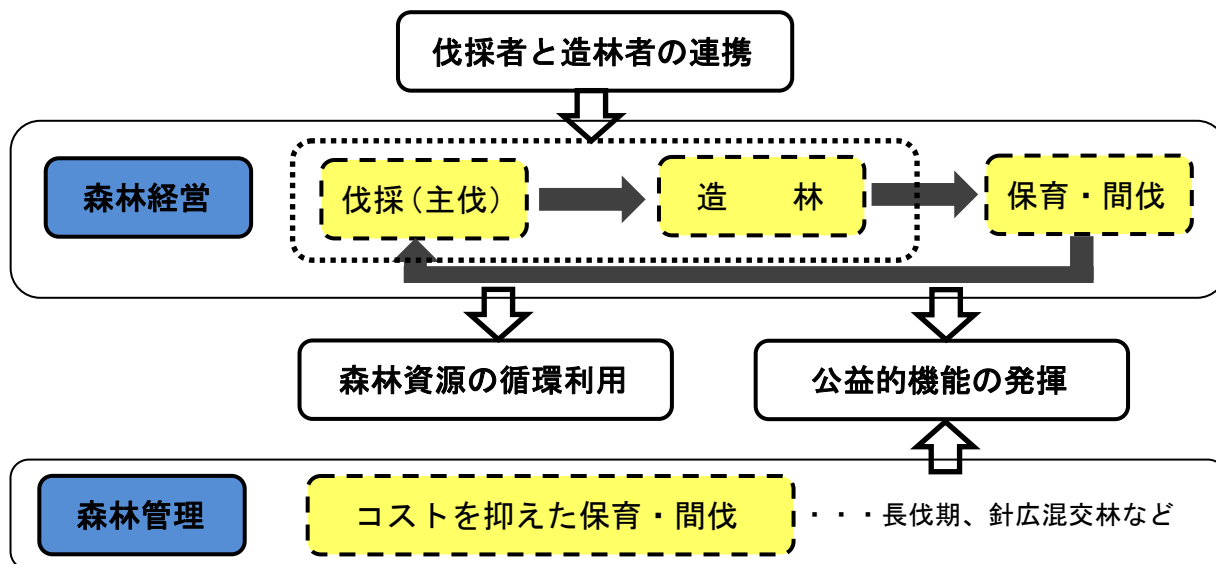 伐採者と造林者の連携
森林経営
伐採（主伐）
造　　林
保育・間伐
森林資源の循環利用
公益的機能の発揮
森林管理
コストを抑えた保育・間伐
・・・長伐期、針広混交林など